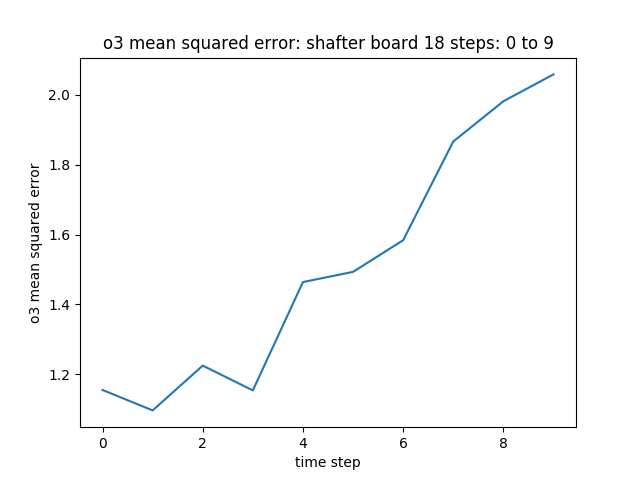 o3 mean squared error: shafter board 18 steps: 0 to 9
o3 mean squared error
2.0
1.8
1.6
1.4
1.2
0 2 4 6 8
time step